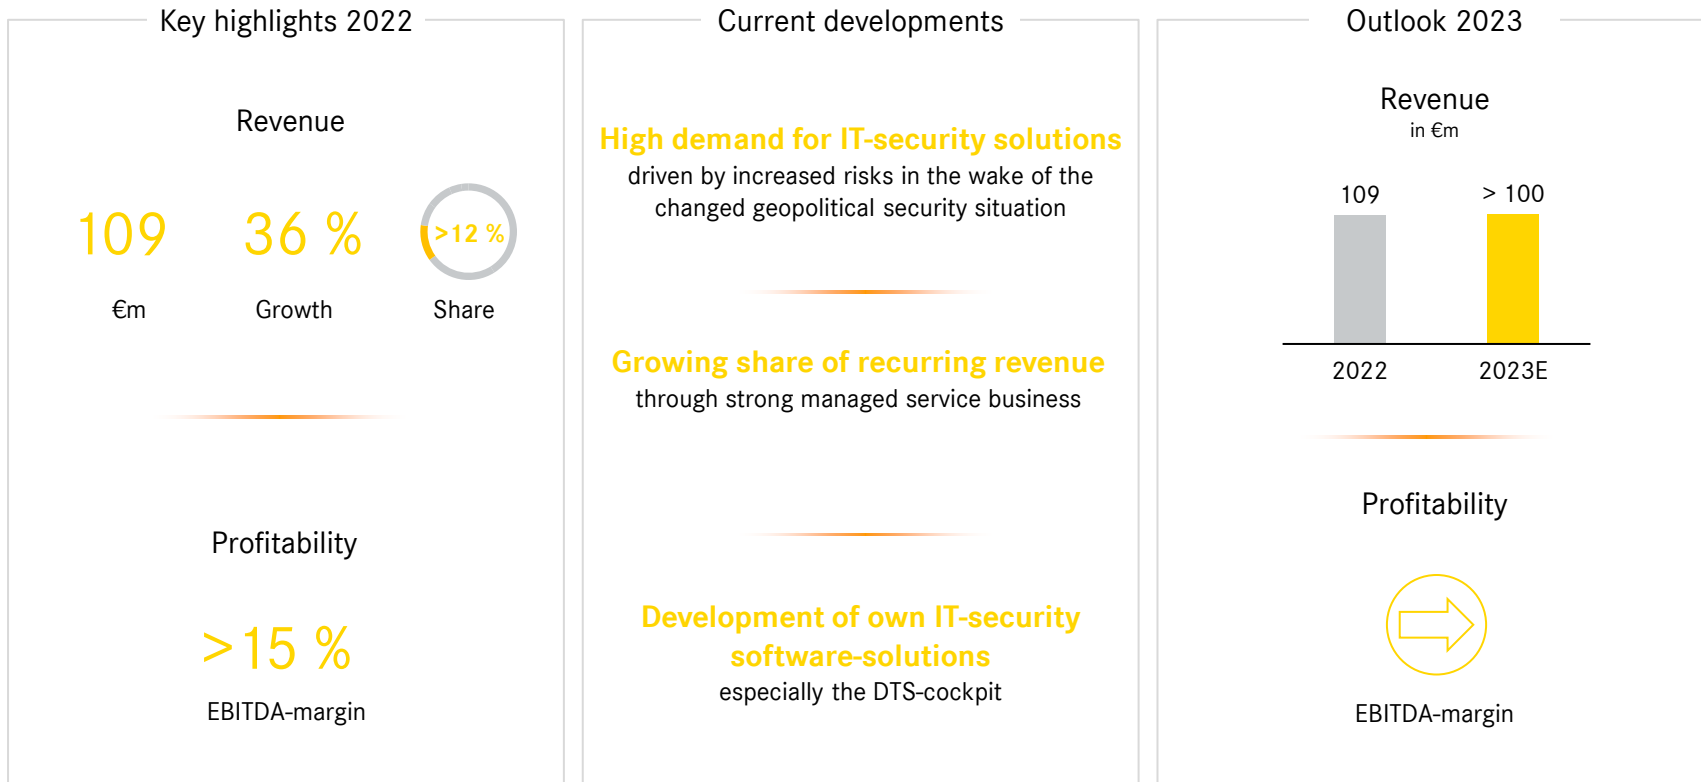 Key highlights 2022
Revenue
109
36 %
>12 %
€m
Growth
Share
Profitability
>15 %
EBITDA-margin
Current developments
High demand for IT-security solutions
driven by increased risks in the wake of the
changed geopolitical security situation
Growing share of recurring revenue
through strong managed service business
Development of own IT-security
software-solutions
especially the DTS-cockpit
Outlook 2023
Revenue
in €m
109
> 100
2022
2023E
Profitability
EBITDA-margin